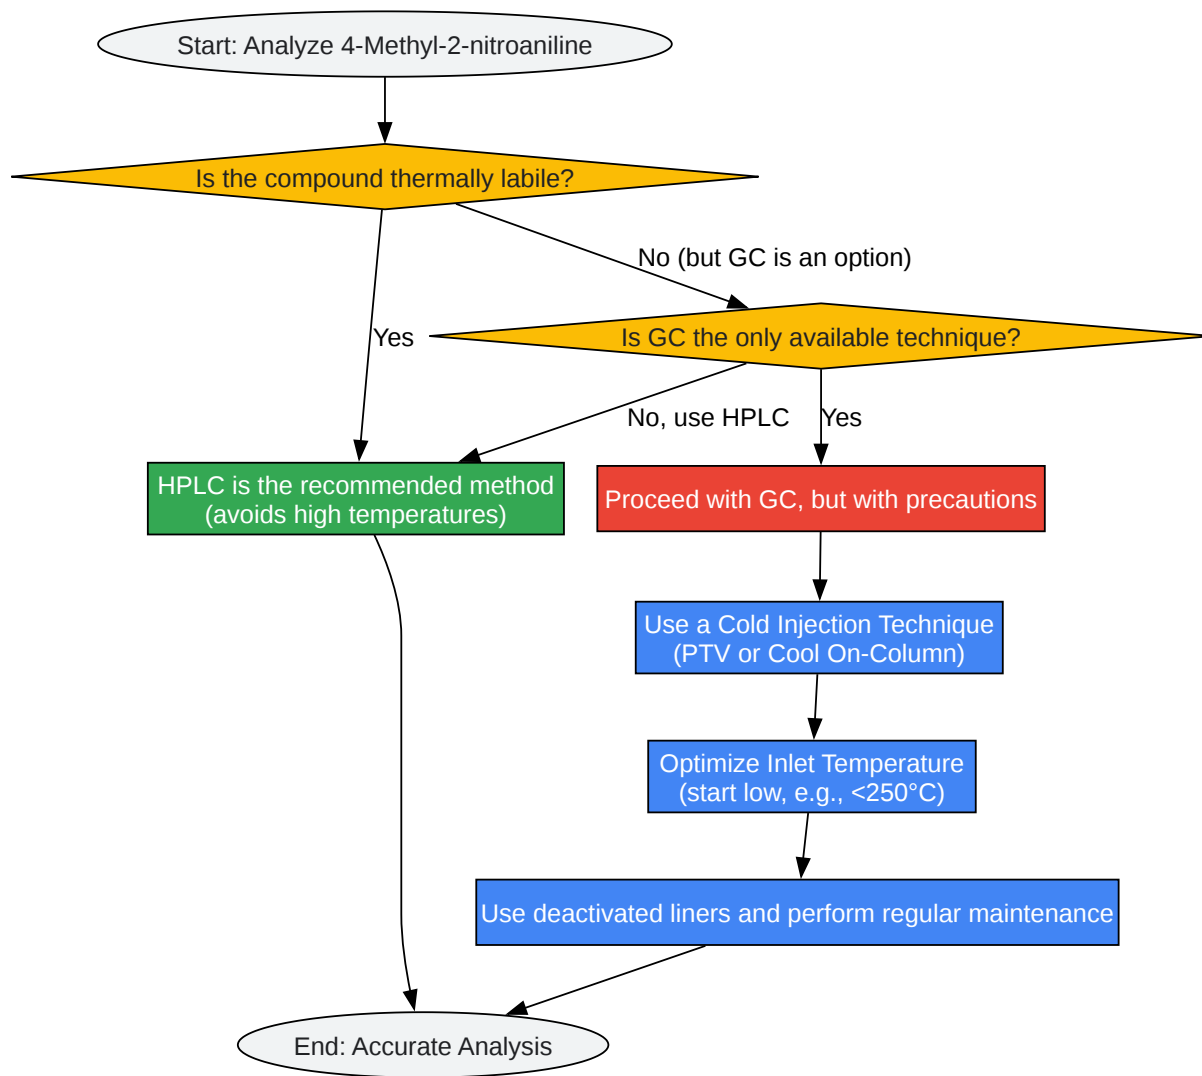 Start: Analyze 4-Methyl-2-nitroaniline
Is the compound thermally labile?
No (but GC is an option)
Yes
Is GC the only available technique?
No, use HPLC
Yes
HPLC is the recommended method
(avoids high temperatures)
Proceed with GC, but with precautions
Use a Cold Injection Technique
(PTV or Cool On-Column)
Optimize Inlet Temperature
(start low, e.g., <250°C)
Use deactivated liners and perform regular maintenance
End: Accurate Analysis